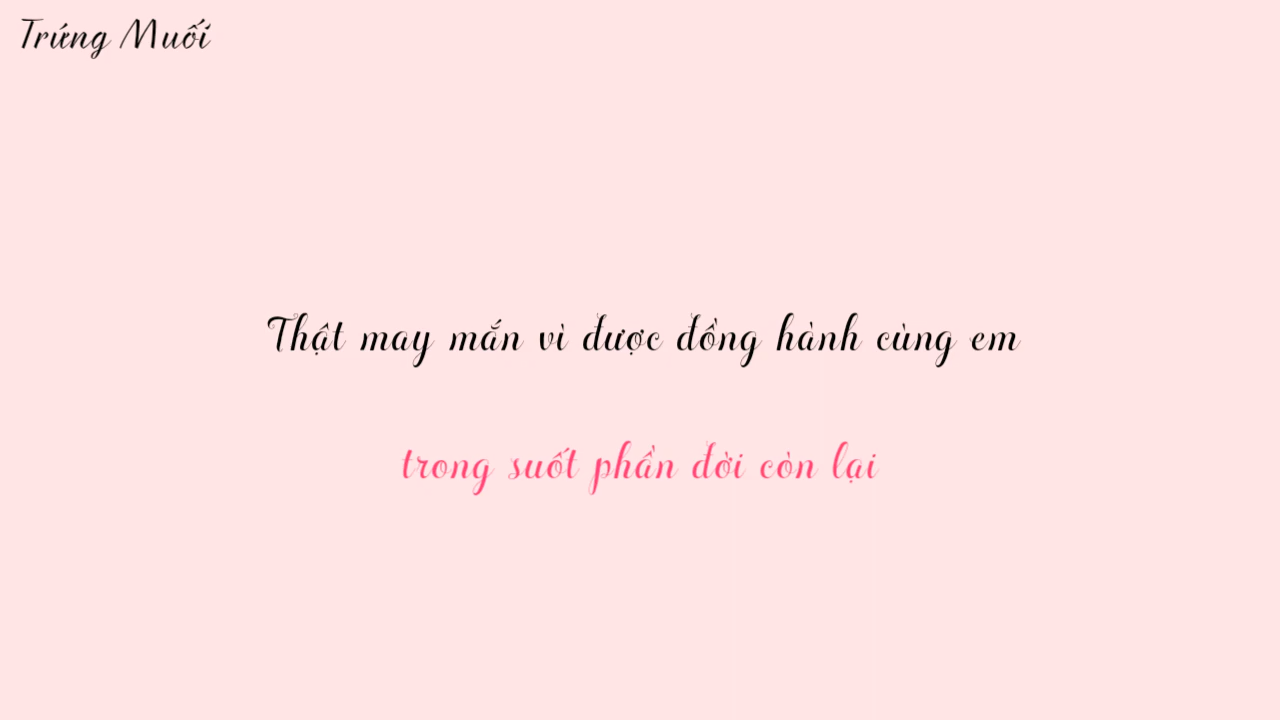 Trứng Muối
Thật may mắn vì được đồng hành cùng em
trong suốt phần đời còn lại